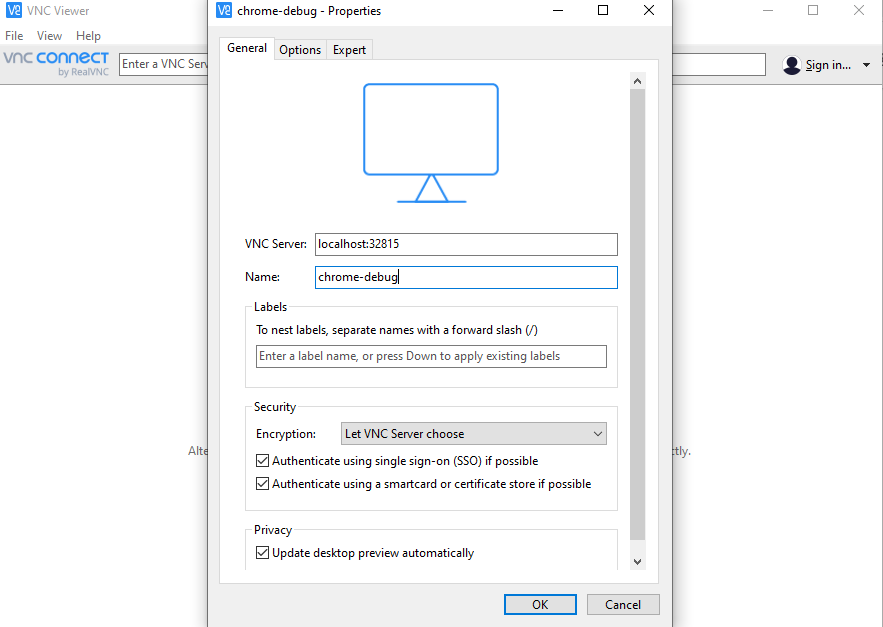 VNC Viewer
File View Help
vnc connect
by RealVNC
Enter a VNC Serv
Sign in...
chrome-debug - Properties
General Options Expert
VNC Server: localhost:32815
Name: chrome-debug
Labels
To nest labels, separate names with a forward slash (/)
Enter a label name, or press Down to apply existing labels
Security
Encryption: Let VNC Server choose
Authenticate using single sign-on (SSO) if possible
Authenticate using a smartcard or certificate store if possible
Privacy
Update desktop preview automatically
OK Cancel